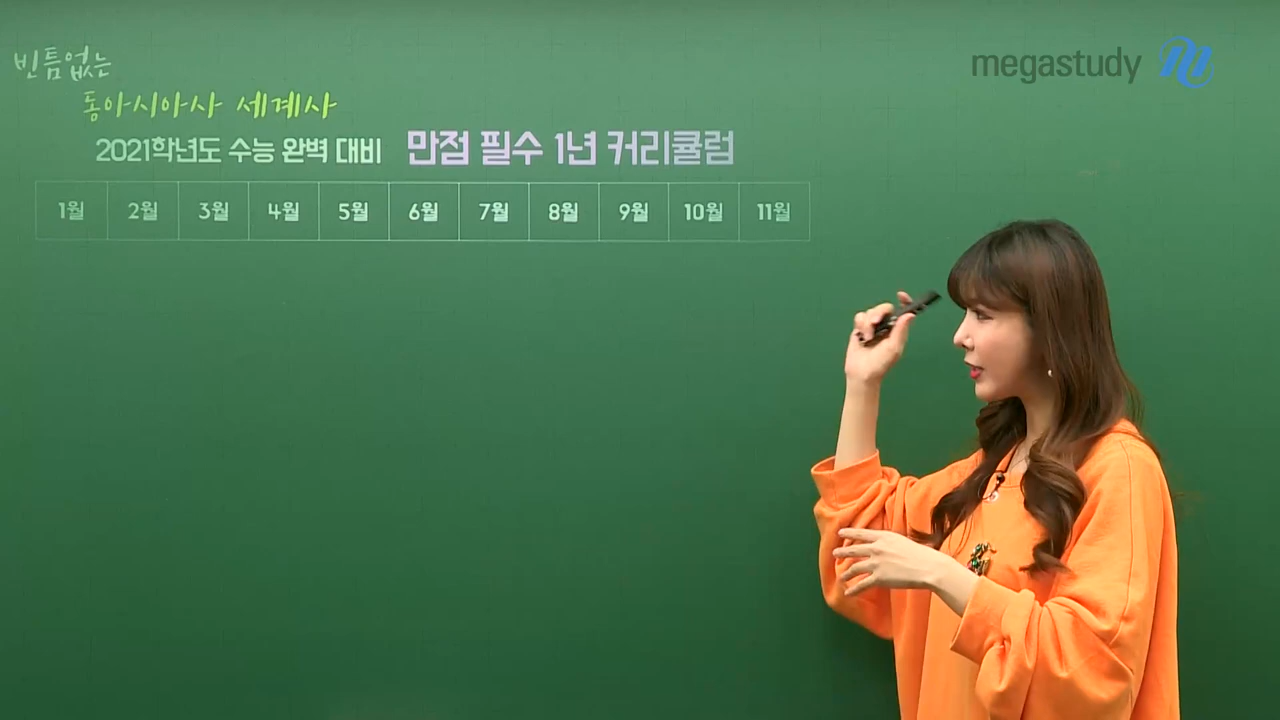 빈틈없는
동아시아사 세계사
2021학년도 수능 완벽 대비 만점 필수 1년 커리큘럼
1월 2월 3월 4월 5월 6월 7월 8월 9월 10월 11월
megastudy